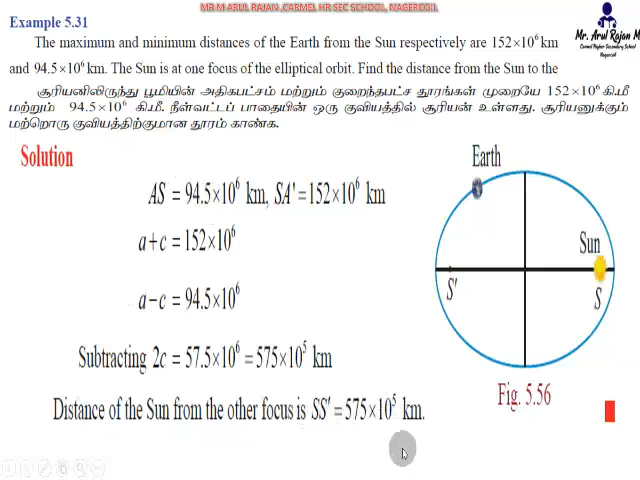 MR M ARUL RAJAN ,CARMEL HR SEC SCHOOL, NAGERCOIL
Example 5.31
The maximum and minimum distances of the Earth from the Sun respectively are 152×10⁶ km
and 94.5×10⁶ km. The Sun is at one focus of the elliptical orbit. Find the distance from the Sun to the
சூரியனிலிருந்து பூமியின் அதிகபட்சம் மற்றும் குறைந்தபட்ச தூரங்கள் முறையே 152×10⁶ கி.மீ
மற்றும் 94.5×10⁶ கி.மீ. நீள்வட்டப் பாதையின் ஒரு குவியத்தில் சூரியன் உள்ளது. சூரியனுக்கும்
மற்றொரு குவியத்திற்குமான தூரம் காண்க.
Mr. Arul Rajan M
Carmel Higher Secondary School
Nagercoil
Solution
AS = 94.5×10⁶ km, SA' = 152×10⁶ km
a+c = 152×10⁶
a−c = 94.5×10⁶
Subtracting 2c = 57.5×10⁶ = 575×10⁵ km
Distance of the Sun from the other focus is SS' = 575×10⁵ km.
Earth
Sun
S'
S
Fig. 5.56